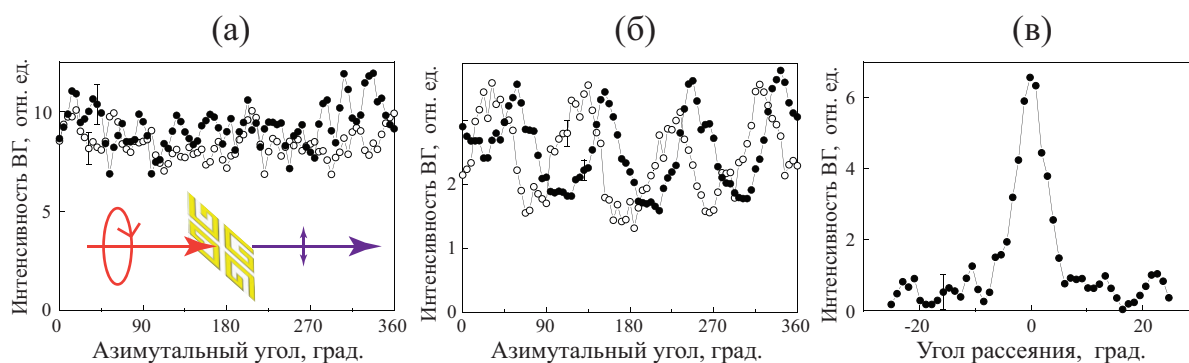 (а)
(б)
(в)
Интенсивность ВГ, отн. ед.
10
5
0
0
90
180
270
360
Азимутальный угол, град.
Интенсивность ВГ, отн. ед.
2
1
0
0
90
180
270
360
Азимутальный угол, град.
Интенсивность ВГ, отн. ед.
6
4
2
0
-20
0
20
Угол рассеяния, град.